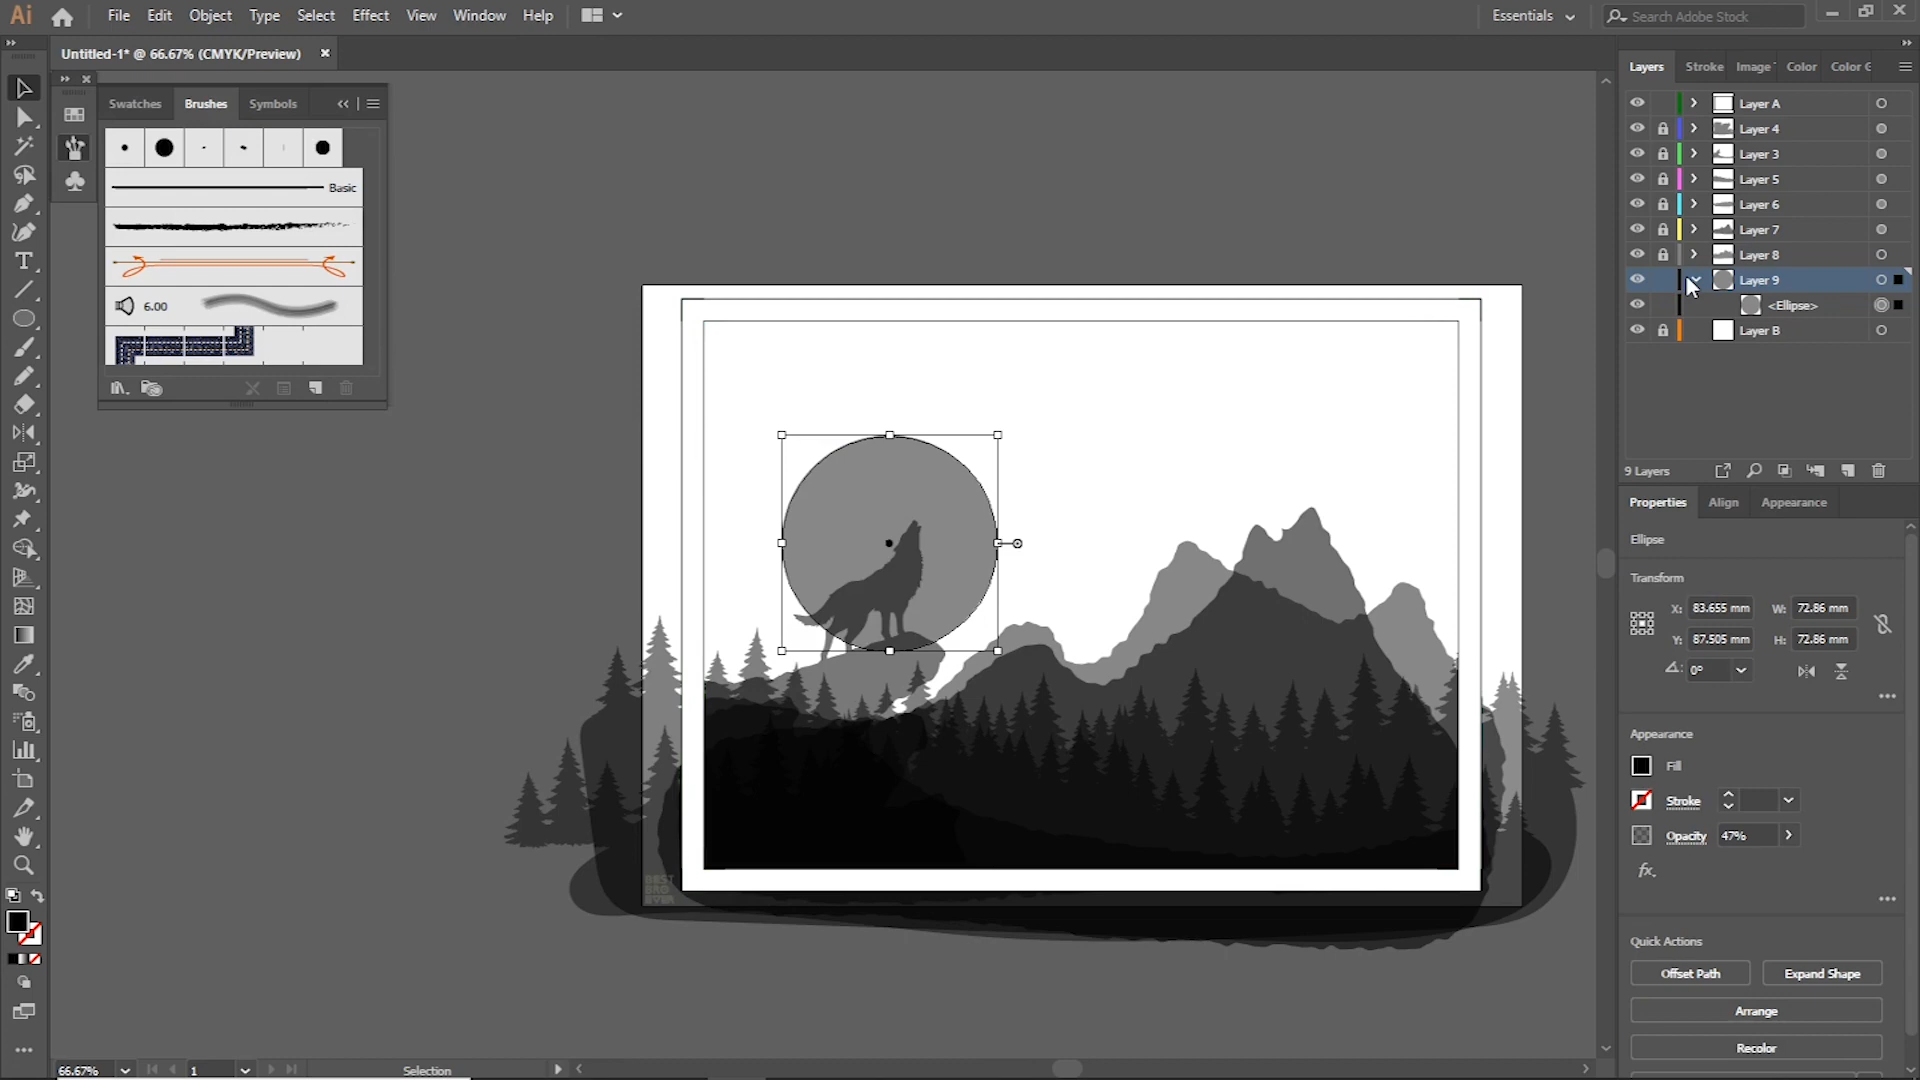 Ai File Edit Object Select Type Effect View Window Help Essentials Search Adobe Stock
Untitled-1* @ 66.67% (CMYK/Preview)
Swatches Brushes Symbols
Basic
6.00
Layers Stroke Image Color Color G
Layer A
Layer 4
Layer 3
Layer 5
Layer 6
Layer 7
Layer 8
Layer 9
<Ellipse>
Layer B
9 Layers
Properties Align Appearance
Ellipse
Transform
X: 83.655 mm W: 72.86 mm
Y: 87.505 mm H: 72.86 mm
0°
Appearance
Fill
Stroke
Opacity 47%
fx.
Quick Actions
Offset Path Expand Shape
Arrange
Recolor
BEST
BRO
EVER
66.67% 1 Selection